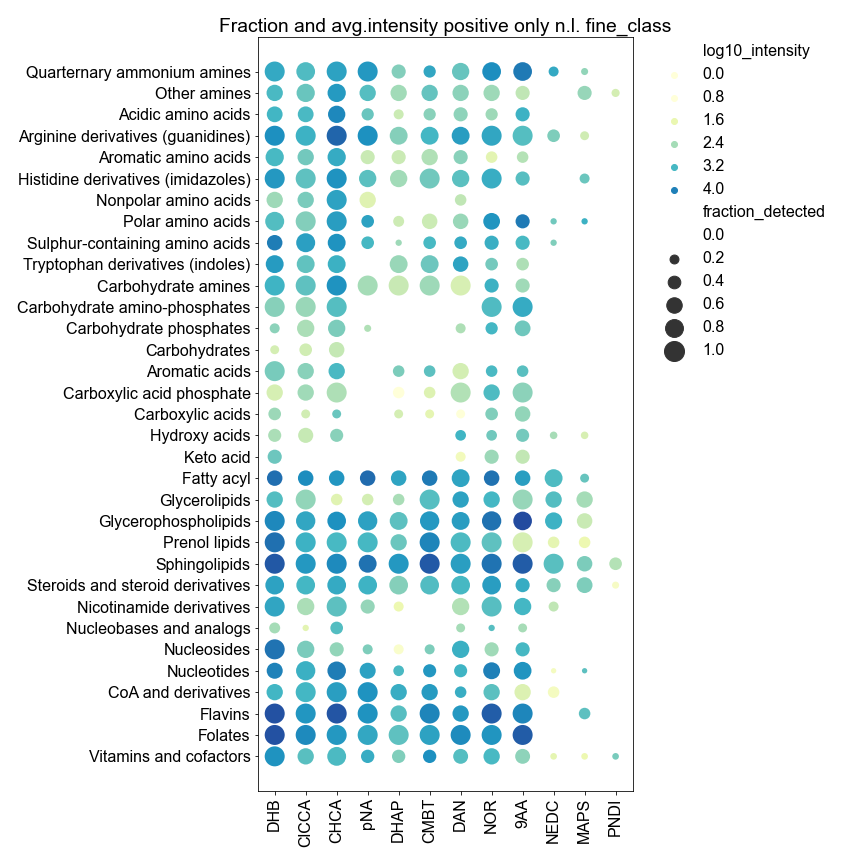 Fraction and avg.intensity positive only n.l. fine_class
Quarternary ammonium amines
Other amines
Acidic amino acids
Arginine derivatives (guanidines)
Aromatic amino acids
Histidine derivatives (imidazoles)
Nonpolar amino acids
Polar amino acids
Sulphur-containing amino acids
Tryptophan derivatives (indoles)
Carbohydrate amines
Carbohydrate amino-phosphates
Carbohydrate phosphates
Carbohydrates
Aromatic acids
Carboxylic acid phosphate
Carboxylic acids
Hydroxy acids
Keto acid
Fatty acyl
Glycerolipids
Glycerophospholipids
Prenol lipids
Sphingolipids
Steroids and steroid derivatives
Nicotinamide derivatives
Nucleobases and analogs
Nucleosides
Nucleotides
CoA and derivatives
Flavins
Folates
Vitamins and cofactors
DHB
ClCCA
CHCA
pNA
DHAP
CMBT
DAN
NOR
9AA
NEDC
MAPS
PNDI
log10_intensity
0.0
0.8
1.6
2.4
3.2
4.0
fraction_detected
0.0
0.2
0.4
0.6
0.8
1.0